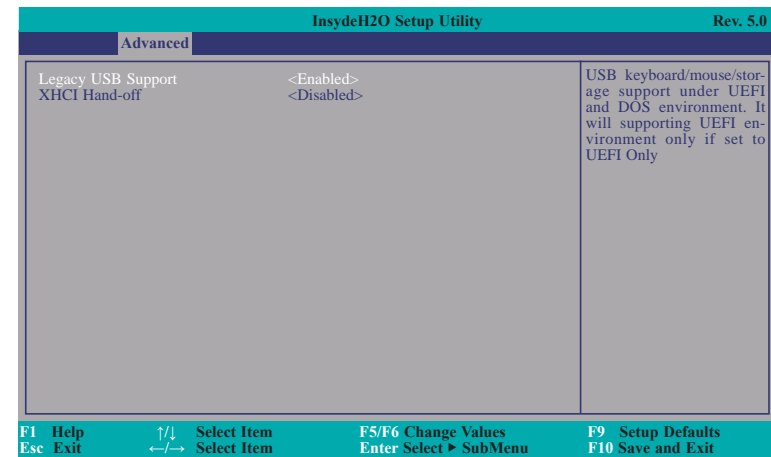 InsydeH2O Setup Utility Rev. 5.0
Advanced
Legacy USB Support <Enabled>
XHCI Hand-off <Disabled>
USB keyboard/mouse/stor-
age support under UEFI
and DOS environment. It
will supporting UEFI en-
vironment only if set to
UEFI Only
F1 Help ↑/↓ Select Item F5/F6 Change Values F9 Setup Defaults
Esc Exit ←/→ Select Item Enter Select ► SubMenu F10 Save and Exit